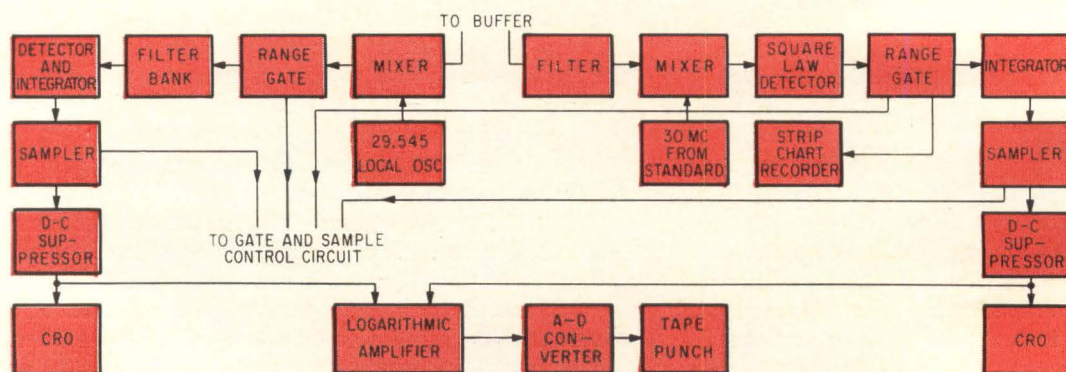 TO BUFFER
DETECTOR
AND
INTEGRATOR
FILTER
BANK
RANGE
GATE
MIXER
FILTER
MIXER
SQUARE
LAW
DETECTOR
RANGE
GATE
INTEGRATOR
SAMPLER
29,545
LOCAL OSC
30 MC
FROM
STANDARD
STRIP
CHART
RECORDER
SAMPLER
D-C
SUP-
PRESSOR
TO GATE AND SAMPLE
CONTROL CIRCUIT
D-C
SUP-
PRESSOR
CRO
LOGARITHMIC
AMPLIFIER
A-D
CON-
VERTER
TAPE
PUNCH
CRO